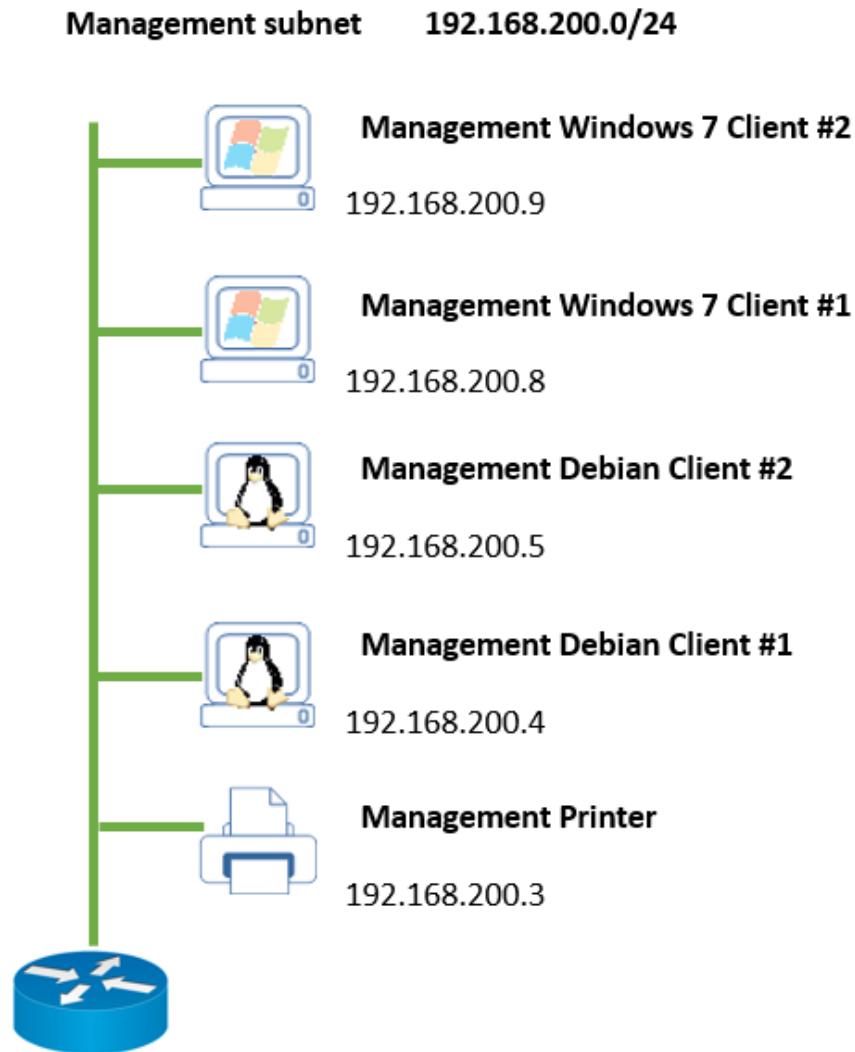 Management subnet 192.168.200.0/24
Management Windows 7 Client #2
192.168.200.9
Management Windows 7 Client #1
192.168.200.8
Management Debian Client #2
192.168.200.5
Management Debian Client #1
192.168.200.4
Management Printer
192.168.200.3